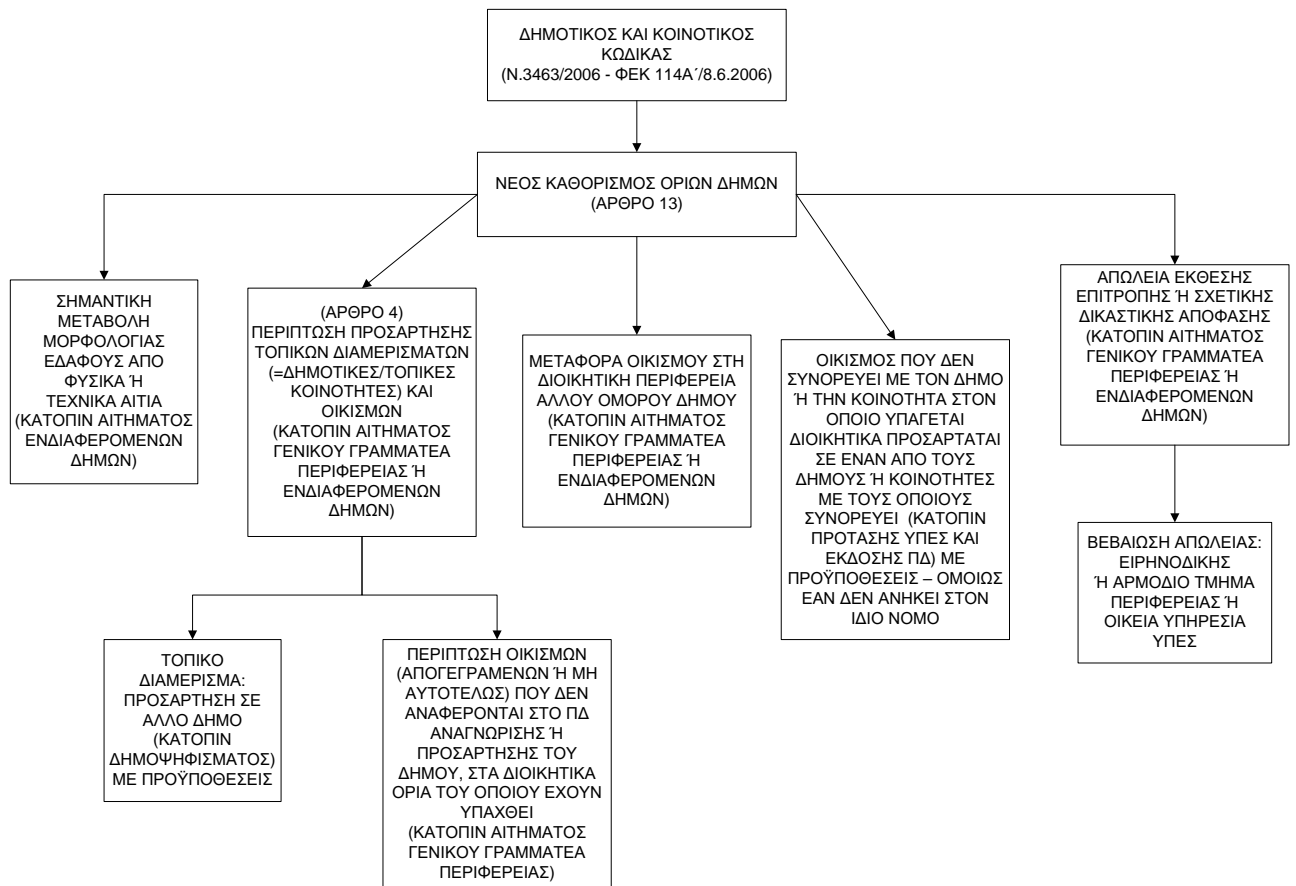 ΔΗΜΟΤΙΚΟΣ ΚΑΙ ΚΟΙΝΟΤΙΚΟΣ
ΚΩΔΙΚΑΣ
(Ν.3463/2006 - ΦΕΚ 114Α΄/8.6.2006)
ΝΕΟΣ ΚΑΘΟΡΙΣΜΟΣ ΟΡΙΩΝ ΔΗΜΩΝ
(ΑΡΘΡΟ 13)
ΣΗΜΑΝΤΙΚΗ
ΜΕΤΑΒΟΛΗ
ΜΟΡΦΟΛΟΓΙΑΣ
ΕΔΑΦΟΥΣ ΑΠΟ
ΦΥΣΙΚΑ Ή
ΤΕΧΝΙΚΑ ΑΙΤΙΑ
(ΚΑΤΟΠΙΝ ΑΙΤΗΜΑΤΟΣ
ΕΝΔΙΑΦΕΡΟΜΕΝΩΝ
ΔΗΜΩΝ)
(ΑΡΘΡΟ 4)
ΠΕΡΙΠΤΩΣΗ ΠΡΟΣΑΡΤΗΣΗΣ
ΤΟΠΙΚΩΝ ΔΙΑΜΕΡΙΣΜΑΤΩΝ
(=ΔΗΜΟΤΙΚΕΣ/ΤΟΠΙΚΕΣ
ΚΟΙΝΟΤΗΤΕΣ) ΚΑΙ
ΟΙΚΙΣΜΩΝ
(ΚΑΤΟΠΙΝ ΑΙΤΗΜΑΤΟΣ
ΓΕΝΙΚΟΥ ΓΡΑΜΜΑΤΕΑ
ΠΕΡΙΦΕΡΕΙΑΣ Ή
ΕΝΔΙΑΦΕΡΟΜΕΝΩΝ
ΔΗΜΩΝ)
ΜΕΤΑΦΟΡΑ ΟΙΚΙΣΜΟΥ ΣΤΗ
ΔΙΟΙΚΗΤΙΚΗ ΠΕΡΙΦΕΡΕΙΑ
ΑΛΛΟΥ ΟΜΟΡΟΥ ΔΗΜΟΥ
(ΚΑΤΟΠΙΝ ΑΙΤΗΜΑΤΟΣ
ΓΕΝΙΚΟΥ ΓΡΑΜΜΑΤΕΑ
ΠΕΡΙΦΕΡΕΙΑΣ Ή
ΕΝΔΙΑΦΕΡΟΜΕΝΩΝ
ΔΗΜΩΝ)
ΟΙΚΙΣΜΟΣ ΠΟΥ ΔΕΝ
ΣΥΝΟΡΕΥΕΙ ΜΕ ΤΟΝ ΔΗΜΟ
Ή ΤΗΝ ΚΟΙΝΟΤΗΤΑ ΣΤΟΝ
ΟΠΟΙΟ ΥΠΑΓΕΤΑΙ
ΔΙΟΙΚΗΤΙΚΑ ΠΡΟΣΑΡΤΑΤΑΙ
ΣΕ ΕΝΑΝ ΑΠΟ ΤΟΥΣ
ΔΗΜΟΥΣ Ή ΚΟΙΝΟΤΗΤΕΣ
ΜΕ ΤΟΥΣ ΟΠΟΙΟΥΣ
ΣΥΝΟΡΕΥΕΙ (ΚΑΤΟΠΙΝ
ΠΡΟΤΑΣΗΣ ΥΠΕΣ ΚΑΙ
ΕΚΔΟΣΗΣ ΠΔ) ΜΕ
ΠΡΟΫΠΟΘΕΣΕΙΣ – ΟΜΟΙΩΣ
ΕΑΝ ΔΕΝ ΑΝΗΚΕΙ ΣΤΟΝ
ΙΔΙΟ ΝΟΜΟ
ΑΠΩΛΕΙΑ ΕΚΘΕΣΗΣ
ΕΠΙΤΡΟΠΗΣ Ή ΣΧΕΤΙΚΗΣ
ΔΙΚΑΣΤΙΚΗΣ ΑΠΟΦΑΣΗΣ
(ΚΑΤΟΠΙΝ ΑΙΤΗΜΑΤΟΣ
ΓΕΝΙΚΟΥ ΓΡΑΜΜΑΤΕΑ
ΠΕΡΙΦΕΡΕΙΑΣ Ή
ΕΝΔΙΑΦΕΡΟΜΕΝΩΝ
ΔΗΜΩΝ)
ΒΕΒΑΙΩΣΗ ΑΠΩΛΕΙΑΣ:
ΕΙΡΗΝΟΔΙΚΗΣ
Ή ΑΡΜΟΔΙΟ ΤΜΗΜΑ
ΠΕΡΙΦΕΡΕΙΑΣ Ή
ΟΙΚΕΙΑ ΥΠΗΡΕΣΙΑ
ΥΠΕΣ
ΤΟΠΙΚΟ
ΔΙΑΜΕΡΙΣΜΑ:
ΠΡΟΣΑΡΤΗΣΗ ΣΕ
ΑΛΛΟ ΔΗΜΟ
(ΚΑΤΟΠΙΝ
ΔΗΜΟΨΗΦΙΣΜΑΤΟΣ)
ΜΕ ΠΡΟΫΠΟΘΕΣΕΙΣ
ΠΕΡΙΠΤΩΣΗ ΟΙΚΙΣΜΩΝ
(ΑΠΟΓΕΓΡΑΜΕΝΩΝ Ή ΜΗ
ΑΥΤΟΤΕΛΩΣ) ΠΟΥ ΔΕΝ
ΑΝΑΦΕΡΟΝΤΑΙ ΣΤΟ ΠΔ
ΑΝΑΓΝΩΡΙΣΗΣ Ή
ΠΡΟΣΑΡΤΗΣΗΣ ΤΟΥ
ΔΗΜΟΥ, ΣΤΑ ΔΙΟΙΚΗΤΙΚΑ
ΟΡΙΑ ΤΟΥ ΟΠΟΙΟΥ ΕΧΟΥΝ
ΥΠΑΧΘΕΙ
(ΚΑΤΟΠΙΝ ΑΙΤΗΜΑΤΟΣ
ΓΕΝΙΚΟΥ ΓΡΑΜΜΑΤΕΑ
ΠΕΡΙΦΕΡΕΙΑΣ)